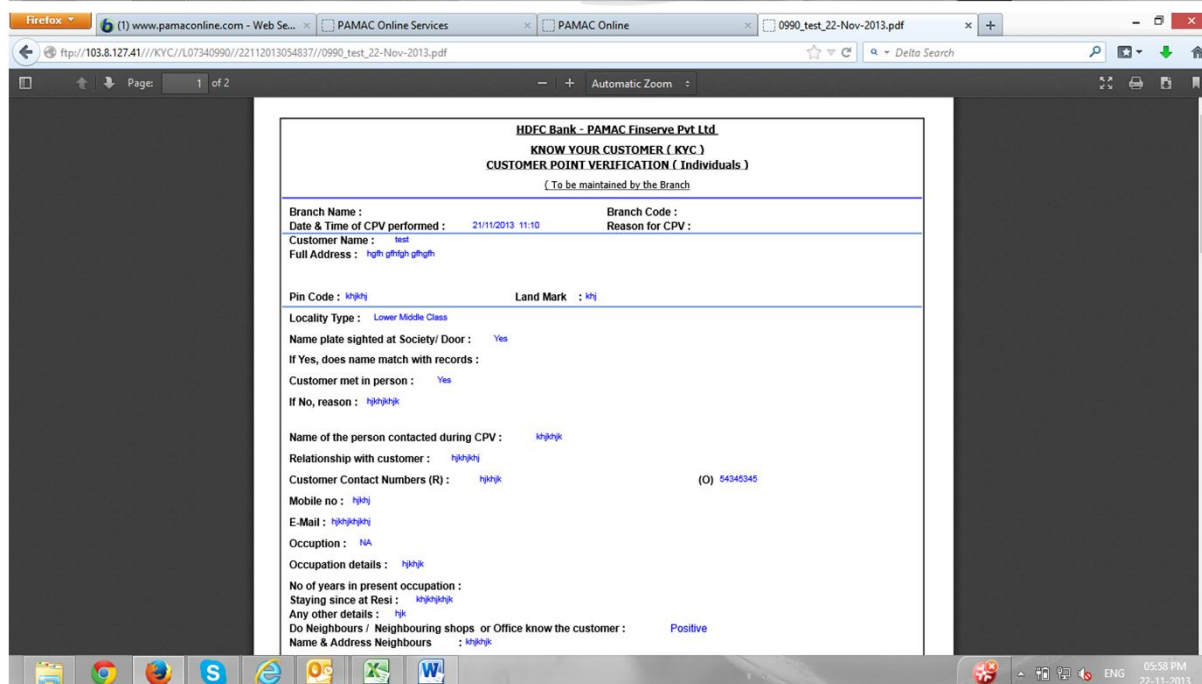 Firefox
(1) www.pamaconline.com - Web Se...
PAMAC Online Services
PAMAC Online
0990_test_22-Nov-2013.pdf
ftp://103.8.127.41///KYC//L07340990//22112013054837//0990_test_22-Nov-2013.pdf
Delta Search
Page: 1 of 2
Automatic Zoom
HDFC Bank - PAMAC Finserve Pvt Ltd
KNOW YOUR CUSTOMER ( KYC )
CUSTOMER POINT VERIFICATION ( Individuals )
( To be maintained by the Branch
Branch Name : Branch Code :
Date & Time of CPV performed : 21/11/2013 11:10 Reason for CPV :
Customer Name : test
Full Address : hgfh gfhfgh gfhgfh
Pin Code : khjkhj Land Mark : khj
Locality Type : Lower Middle Class
Name plate sighted at Society/ Door : Yes
If Yes, does name match with records :
Customer met in person : Yes
If No, reason : hjkhjkhjk
Name of the person contacted during CPV : khjkhjk
Relationship with customer : hjkhjkhj
Customer Contact Numbers (R) : hjkhjk (O) 54345345
Mobile no : hjkhj
E-Mail : hjkhjkhjkhj
Occuption : NA
Occupation details : hjkhjk
No of years in present occupation :
Staying since at Resi : khjkhjkhjk
Any other details : hjk
Do Neighbours / Neighbouring shops or Office know the customer : Positive
Name & Address Neighbours : khjkhjk
ENG
05:58 PM
22-11-2013